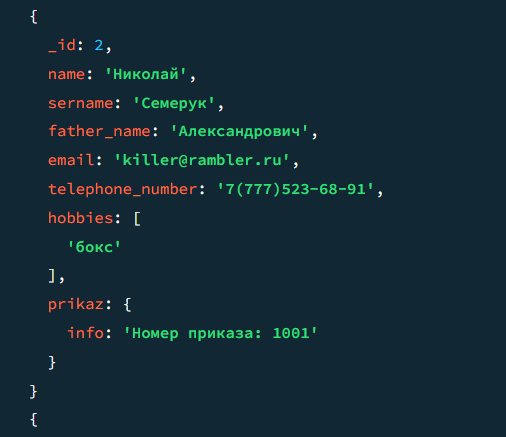 {
_id: 2,
name: 'Николай',
sername: 'Семерук',
father_name: 'Александрович',
email: 'killer@rambler.ru',
telephone_number: '7(777)523-68-91',
hobbies: [
'бокс'
],
prikaz: {
info: 'Номер приказа: 1001'
}
}
{